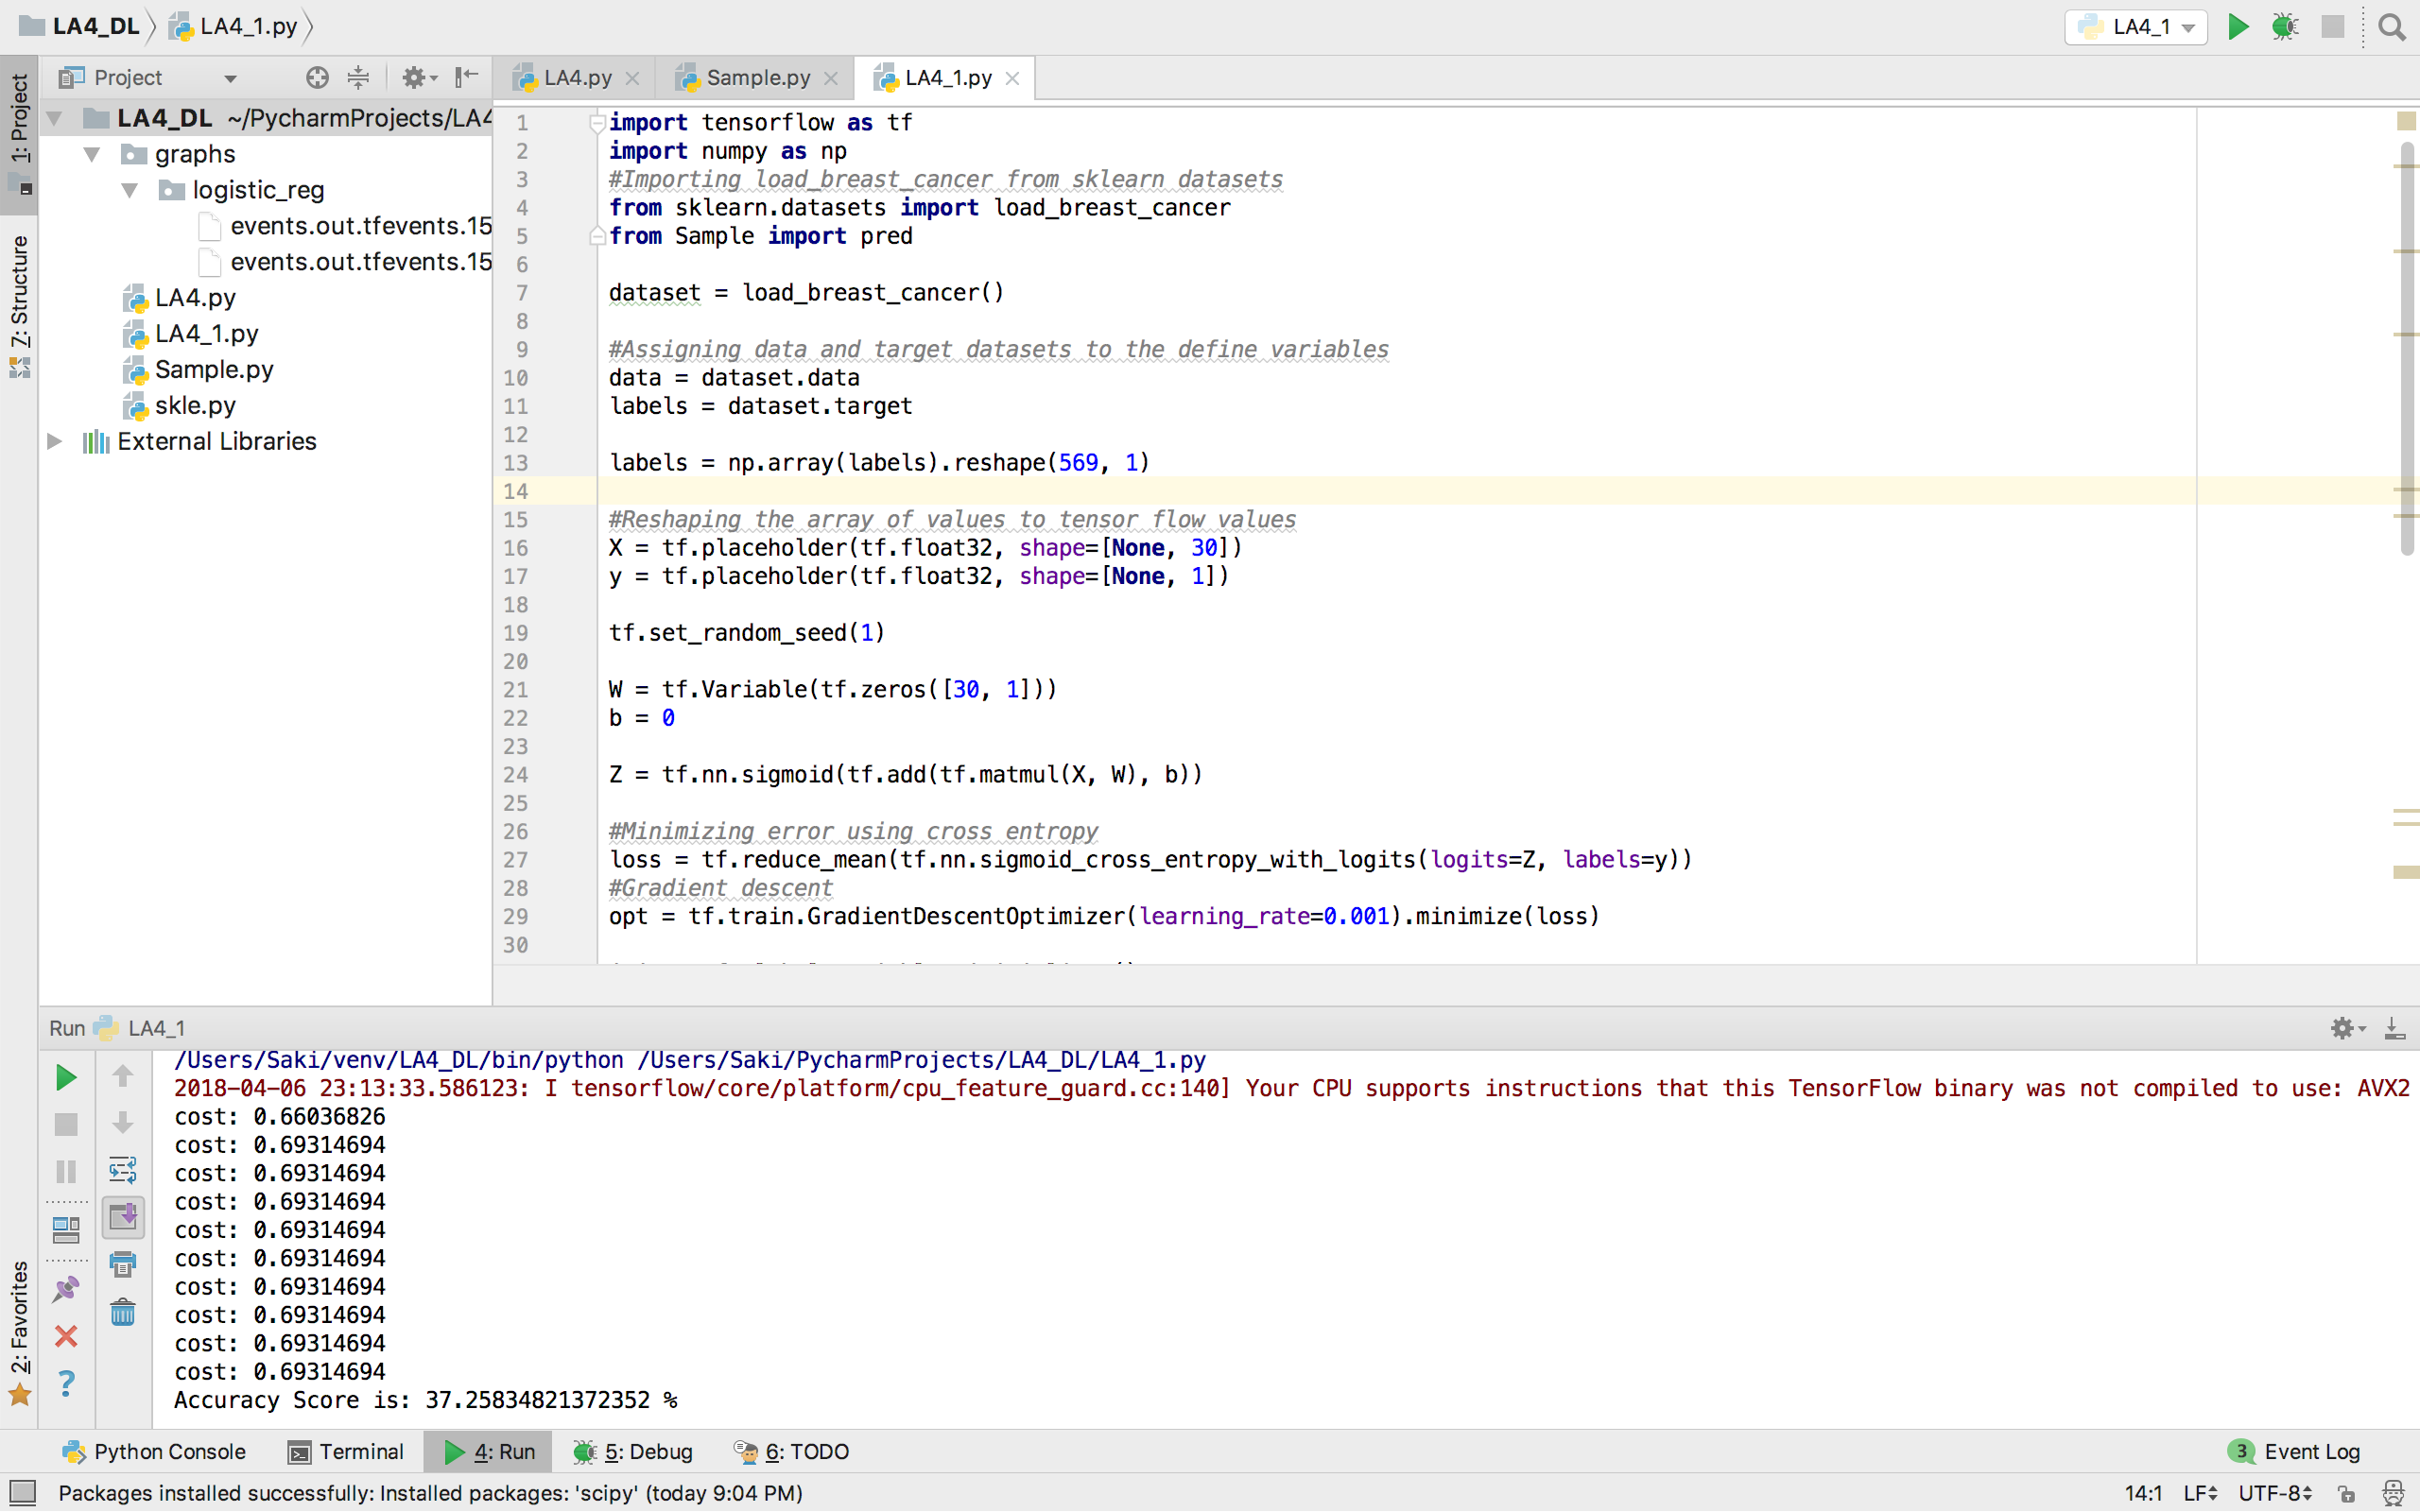 LA4_DL LA4_1.py LA4_1
1: Project
7: Structure
2: Favorites
Project
LA4.py Sample.py LA4_1.py
LA4_DL ~/PycharmProjects/LA4
graphs
logistic_reg
events.out.tfevents.15
events.out.tfevents.15
LA4.py
LA4_1.py
Sample.py
skle.py
External Libraries
1 import tensorflow as tf
2 import numpy as np
3 #Importing load_breast_cancer from sklearn datasets
4 from sklearn.datasets import load_breast_cancer
5 from Sample import pred
6
7 dataset = load_breast_cancer()
8
9 #Assigning data and target datasets to the define variables
10 data = dataset.data
11 labels = dataset.target
12
13 labels = np.array(labels).reshape(569, 1)
14
15 #Reshaping the array of values to tensor flow values
16 X = tf.placeholder(tf.float32, shape=[None, 30])
17 y = tf.placeholder(tf.float32, shape=[None, 1])
18
19 tf.set_random_seed(1)
20
21 W = tf.Variable(tf.zeros([30, 1]))
22 b = 0
23
24 Z = tf.nn.sigmoid(tf.add(tf.matmul(X, W), b))
25
26 #Minimizing error using cross entropy
27 loss = tf.reduce_mean(tf.nn.sigmoid_cross_entropy_with_logits(logits=Z, labels=y))
28 #Gradient descent
29 opt = tf.train.GradientDescentOptimizer(learning_rate=0.001).minimize(loss)
30
Run LA4_1
/Users/Saki/venv/LA4_DL/bin/python /Users/Saki/PycharmProjects/LA4_DL/LA4_1.py
2018-04-06 23:13:33.586123: I tensorflow/core/platform/cpu_feature_guard.cc:140] Your CPU supports instructions that this TensorFlow binary was not compiled to use: AVX2
cost: 0.66036826
cost: 0.69314694
cost: 0.69314694
cost: 0.69314694
cost: 0.69314694
cost: 0.69314694
cost: 0.69314694
cost: 0.69314694
cost: 0.69314694
cost: 0.69314694
Accuracy Score is: 37.25834821372352 %
Python Console Terminal 4: Run 5: Debug 6: TODO 3 Event Log
Packages installed successfully: Installed packages: 'scipy' (today 9:04 PM) 14:1 LF UTF-8